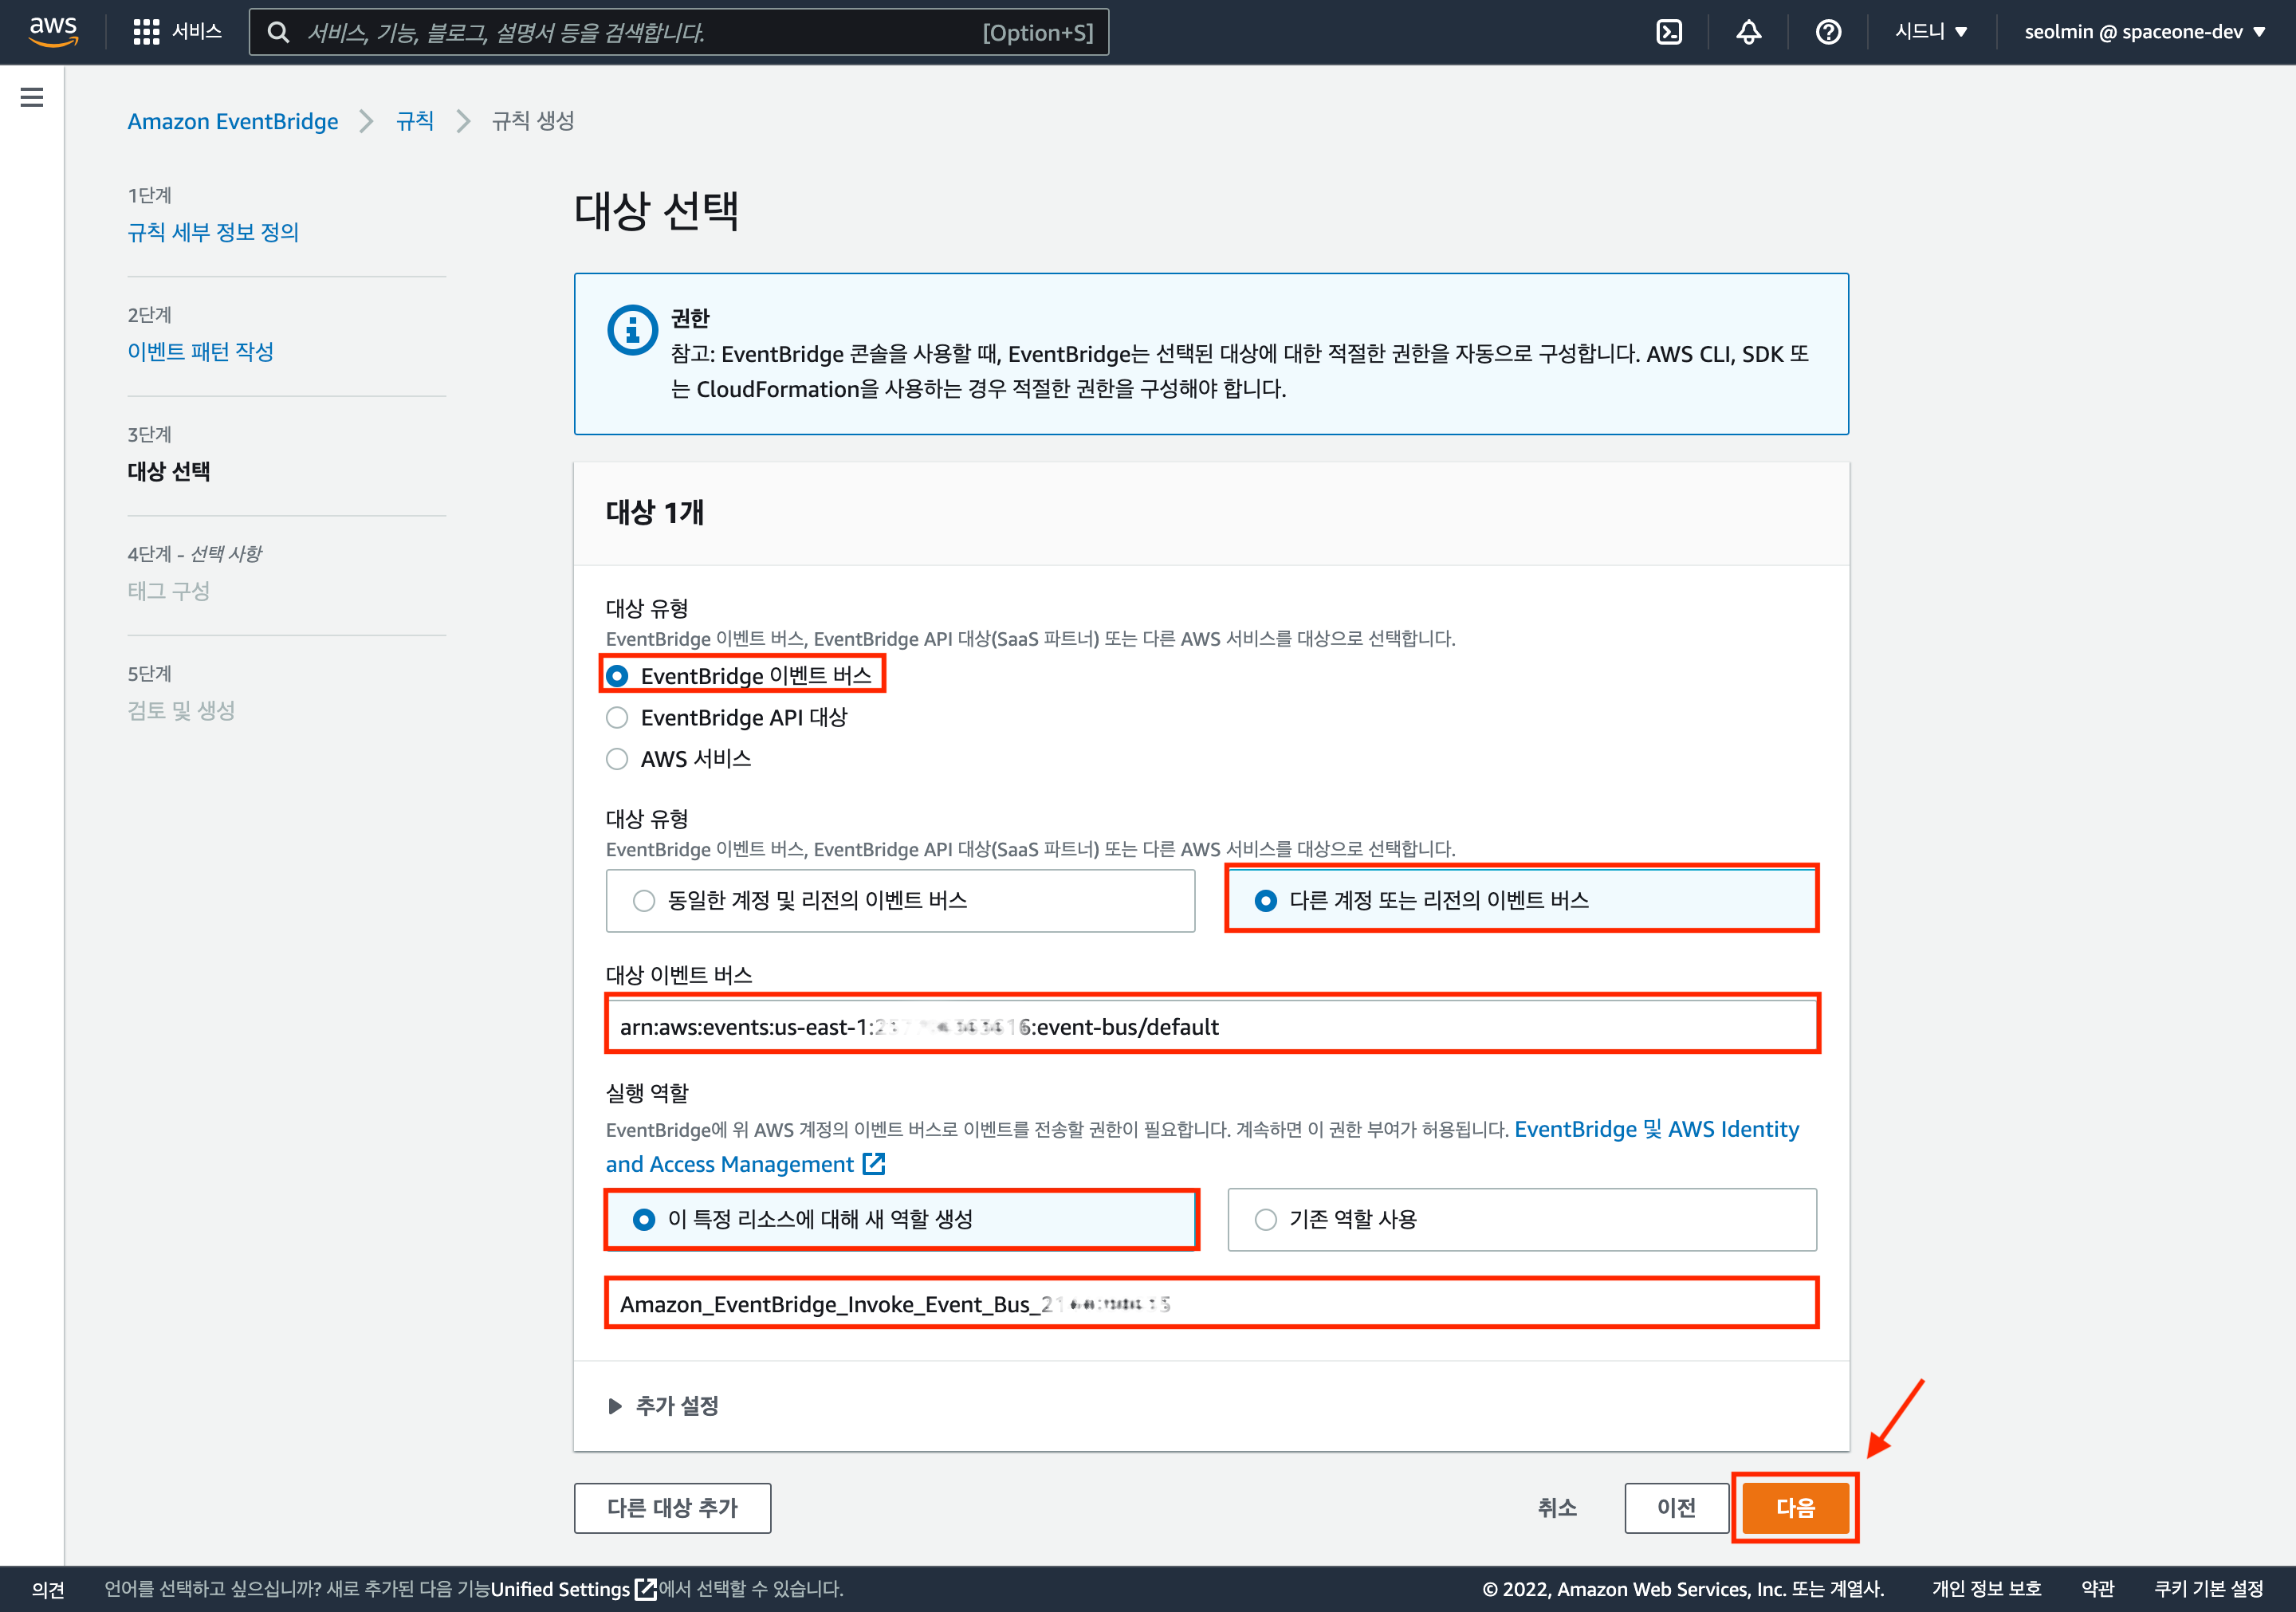 aws
서비스
서비스, 기능, 블로그, 설명서 등을 검색합니다.
[Option+S]
시드니
seolmin @ spaceone-dev
Amazon EventBridge
규칙
규칙 생성
1단계
규칙 세부 정보 정의
2단계
이벤트 패턴 작성
3단계
대상 선택
4단계 - 선택 사항
태그 구성
5단계
검토 및 생성
대상 선택
권한
참고: EventBridge 콘솔을 사용할 때, EventBridge는 선택된 대상에 대한 적절한 권한을 자동으로 구성합니다. AWS CLI, SDK 또
는 CloudFormation을 사용하는 경우 적절한 권한을 구성해야 합니다.
대상 1개
대상 유형
EventBridge 이벤트 버스, EventBridge API 대상(SaaS 파트너) 또는 다른 AWS 서비스를 대상으로 선택합니다.
EventBridge 이벤트 버스
EventBridge API 대상
AWS 서비스
대상 유형
EventBridge 이벤트 버스, EventBridge API 대상(SaaS 파트너) 또는 다른 AWS 서비스를 대상으로 선택합니다.
동일한 계정 및 리전의 이벤트 버스
다른 계정 또는 리전의 이벤트 버스
대상 이벤트 버스
arn:aws:events:us-east-1: :event-bus/default
실행 역할
EventBridge에 위 AWS 계정의 이벤트 버스로 이벤트를 전송할 권한이 필요합니다. 계속하면 이 권한 부여가 허용됩니다. EventBridge 및 AWS Identity
and Access Management
이 특정 리소스에 대해 새 역할 생성
기존 역할 사용
Amazon_EventBridge_Invoke_Event_Bus_
추가 설정
다른 대상 추가
취소
이전
다음
의견
언어를 선택하고 싶으십니까? 새로 추가된 다음 기능Unified Settings에서 선택할 수 있습니다.
© 2022, Amazon Web Services, Inc. 또는 계열사.
개인 정보 보호
약관
쿠키 기본 설정